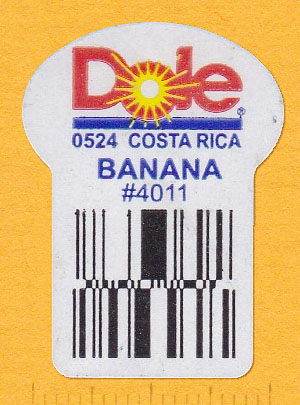 Dole®
0524 COSTA RICA
BANANA
#4011